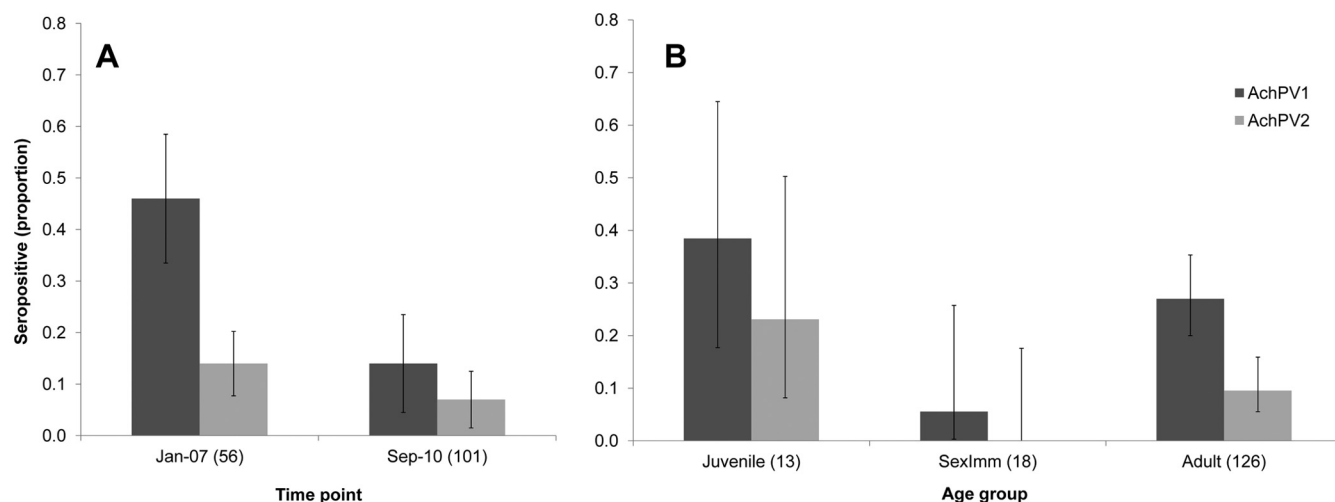 A
0.8
0.7
0.6
0.5
0.4
0.3
0.2
0.1
0.0
Seropositive (proportion)
Jan-07 (56)
Sep-10 (101)
Time point
B
0.8
0.7
0.6
0.5
0.4
0.3
0.2
0.1
0.0
AchPV1
AchPV2
Juvenile (13)
SexImm (18)
Adult (126)
Age group